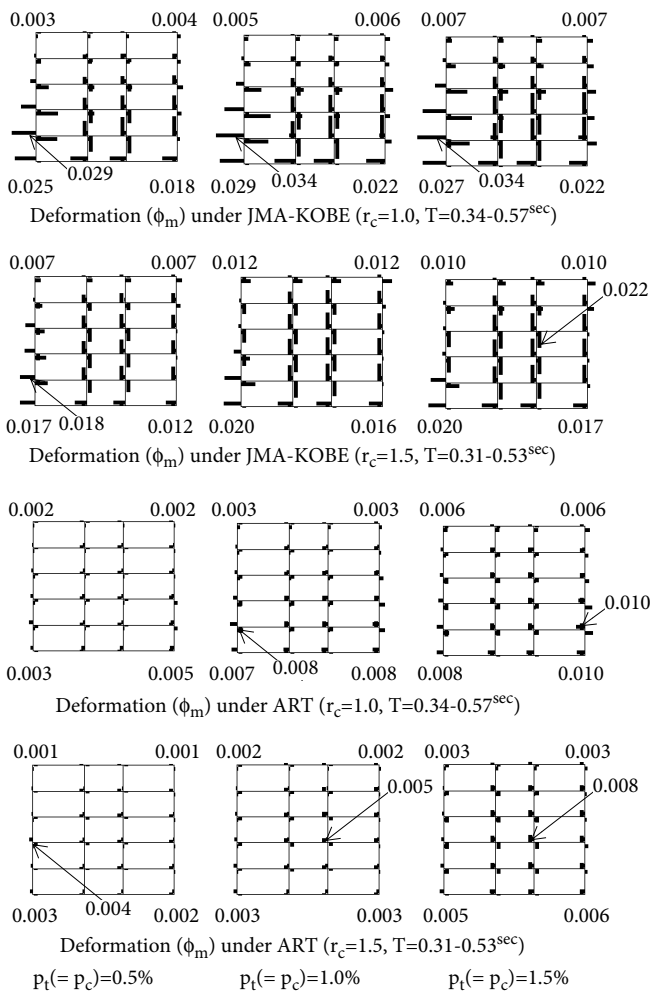 0.003 0.004 0.005 0.006 0.007 0.007
0.029 0.034 0.034
0.025 0.018 0.029 0.022 0.027 0.022
Deformation (ϕm) under JMA-KOBE (rc=1.0, T=0.34-0.57sec)
0.007 0.007 0.012 0.012 0.010 0.010
0.022
0.018
0.017 0.012 0.020 0.016 0.020 0.017
Deformation (ϕm) under JMA-KOBE (rc=1.5, T=0.31-0.53sec)
0.002 0.002 0.003 0.003 0.006 0.006
0.010
0.008
0.003 0.005 0.007 0.008 0.008 0.010
Deformation (ϕm) under ART (rc=1.0, T=0.34-0.57sec)
0.001 0.001 0.002 0.002 0.003 0.003
0.005 0.008
0.004
0.003 0.002 0.003 0.003 0.005 0.006
Deformation (ϕm) under ART (rc=1.5, T=0.31-0.53sec)
pt(= pc)=0.5% pt(= pc)=1.0% pt(= pc)=1.5%